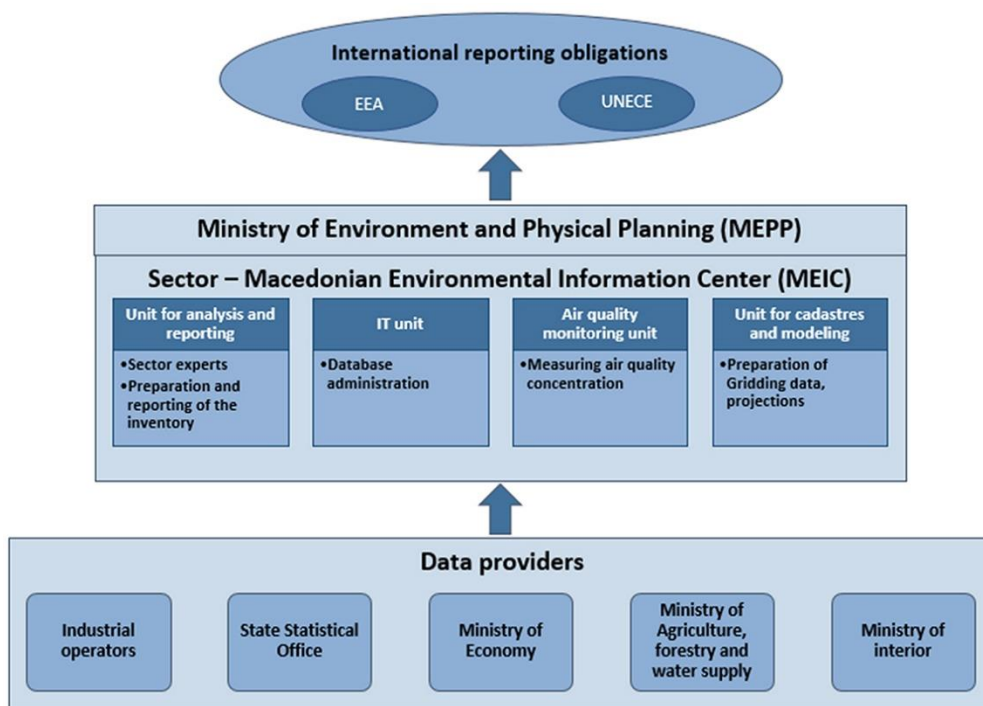 International reporting obligations
EEA
UNECE
Ministry of Environment and Physical Planning (MEPP)
Sector – Macedonian Environmental Information Center (MEIC)
Unit for analysis and
reporting
•Sector experts
•Preparation and
reporting of the
inventory
IT unit
•Database
administration
Air quality
monitoring unit
•Measuring air quality
concentration
Unit for cadastres
and modeling
•Preparation of
Gridding data,
projections
Data providers
Industrial
operators
State Statistical
Office
Ministry of
Economy
Ministry of
Agriculture,
forestry and
water supply
Ministry of
interior